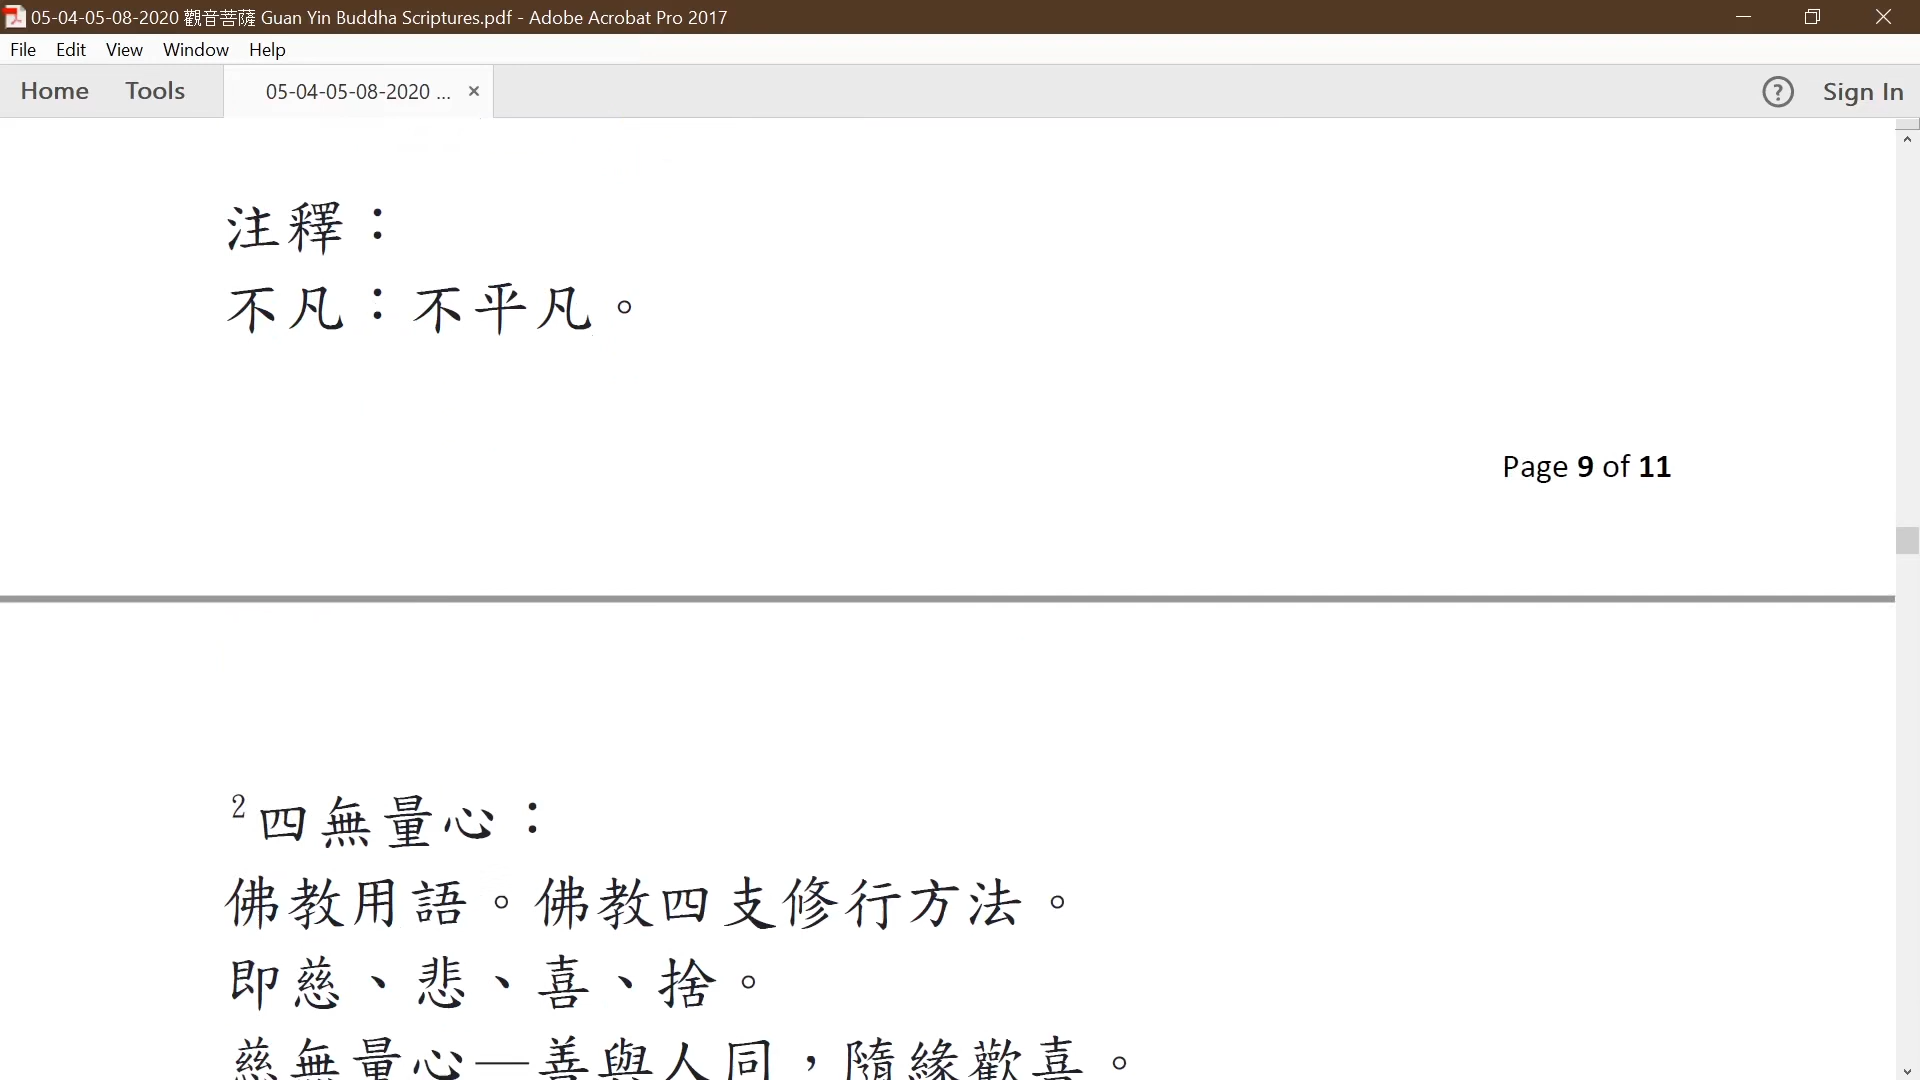 05-04-05-08-2020 觀音菩薩 Guan Yin Buddha Scriptures.pdf - Adobe Acrobat Pro 2017
File Edit View Window Help
Home Tools 05-04-05-08-2020 ... × ? Sign In
注釋：
不凡：不平凡。
Page 9 of 11
2 四無量心：
佛教用語。佛教四支修行方法。
即慈、悲、喜、捨。
慈無量心—善與人同，隨緣歡喜。